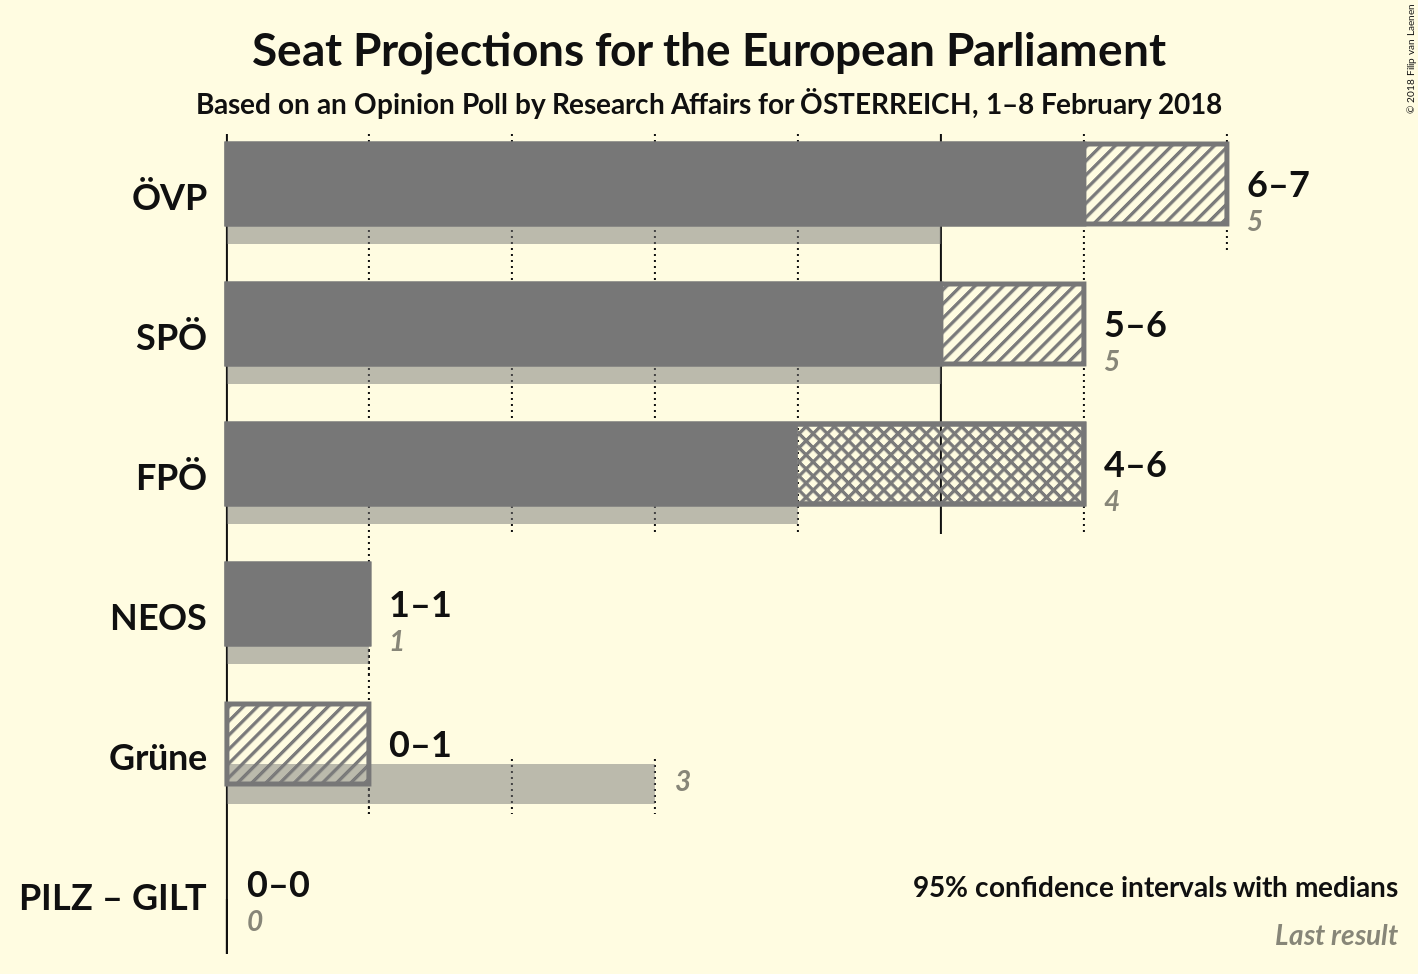 Seat Projections for the European Parliament
Based on an Opinion Poll by Research Affairs for ÖSTERREICH, 1–8 February 2018
© 2018 Filip van Laenen
ÖVP
6–7
5
SPÖ
5–6
5
FPÖ
4–6
4
NEOS
1–1
1
Grüne
0–1
3
PILZ – GILT
0–0
0
95% confidence intervals with medians
Last result